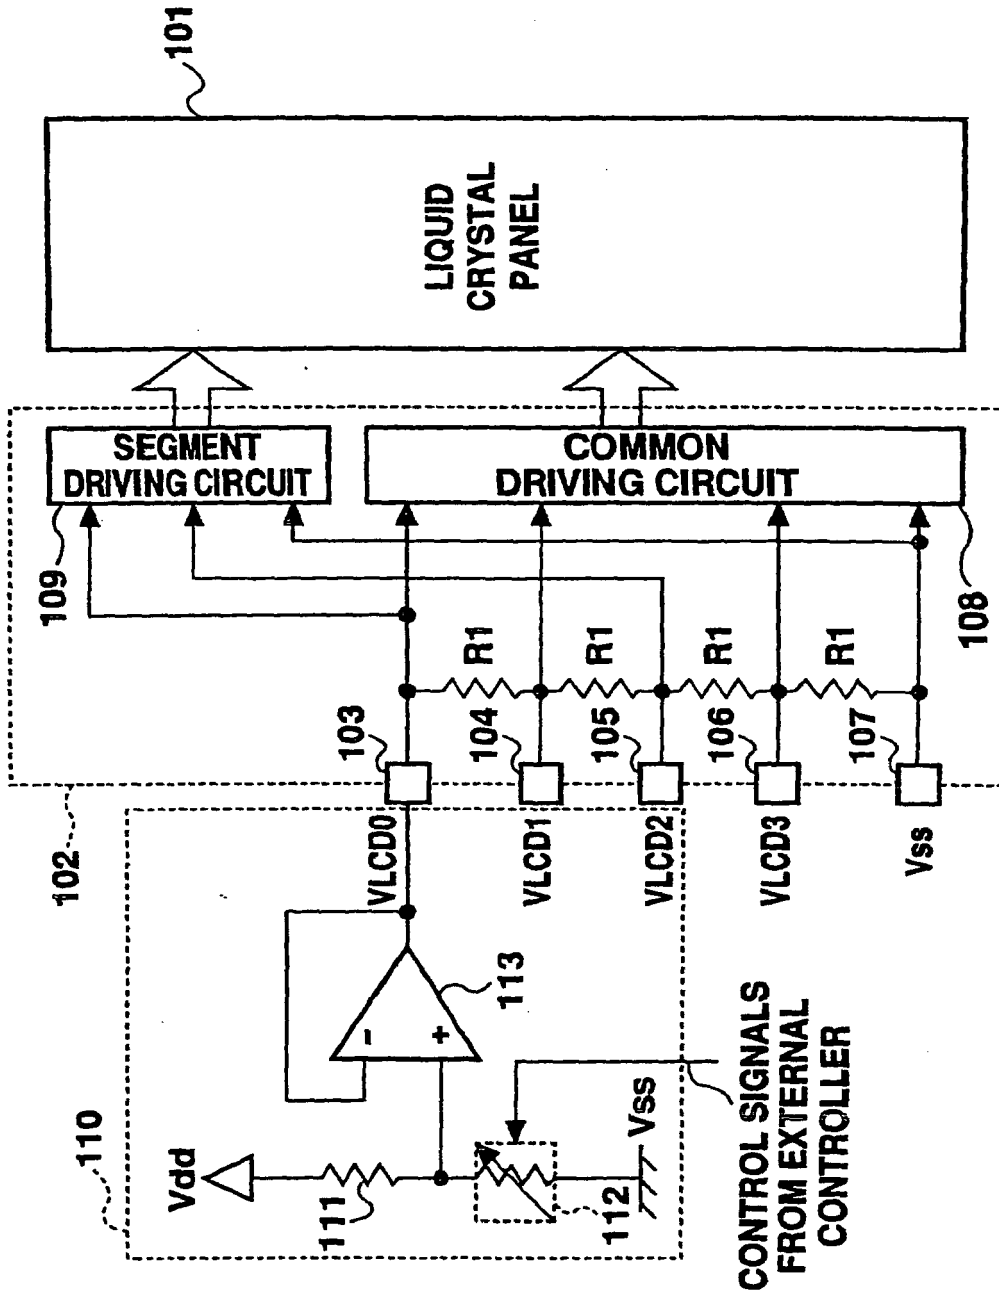 101
LIQUID
CRYSTAL
PANEL
SEGMENT
DRIVING CIRCUIT
COMMON
DRIVING CIRCUIT
109
108
R1
R1
R1
R1
103
104
105
106
107
102
VLCD0
VLCD1
VLCD2
VLCD3
Vss
113
-
+
110
Vdd
111
112
Vss
CONTROL SIGNALS
FROM EXTERNAL
CONTROLLER